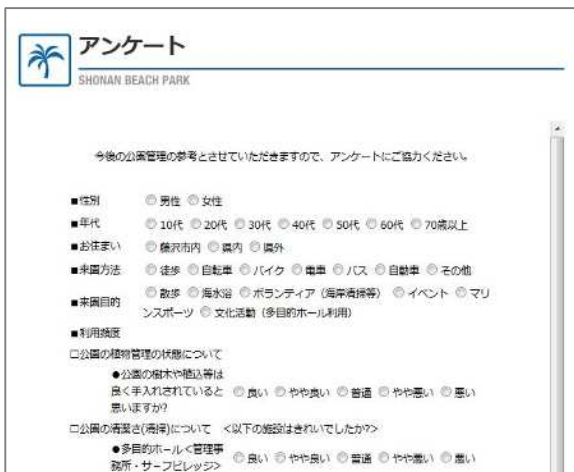 アンケート
SHONAN BEACH PARK
今後の公園管理の参考とさせていただきますので、アンケートにご協力ください。
■性別 男性 女性
■年代 10代 20代 30代 40代 50代 60代 70歳以上
■お住まい 藤沢市内 県内 県外
■来園方法 徒歩 自転車 バイク 電車 バス 自動車 その他
■来園目的 散歩 海水浴 ボランティア（海岸清掃等） イベント マリ
ンスポーツ 文化活動（多目的ホール利用）
■利用頻度
□公園の植物管理の状態について
●公園の樹木や植込等は
良く手入れされていると 良い やや良い 普通 やや悪い 悪い
思いますか?
□公園の清潔さ(清掃)について <以下の施設はきれいでしたか?>
●多目的ホール<管理事
務所・サーフビレッジ> 良い やや良い 普通 やや悪い 悪い